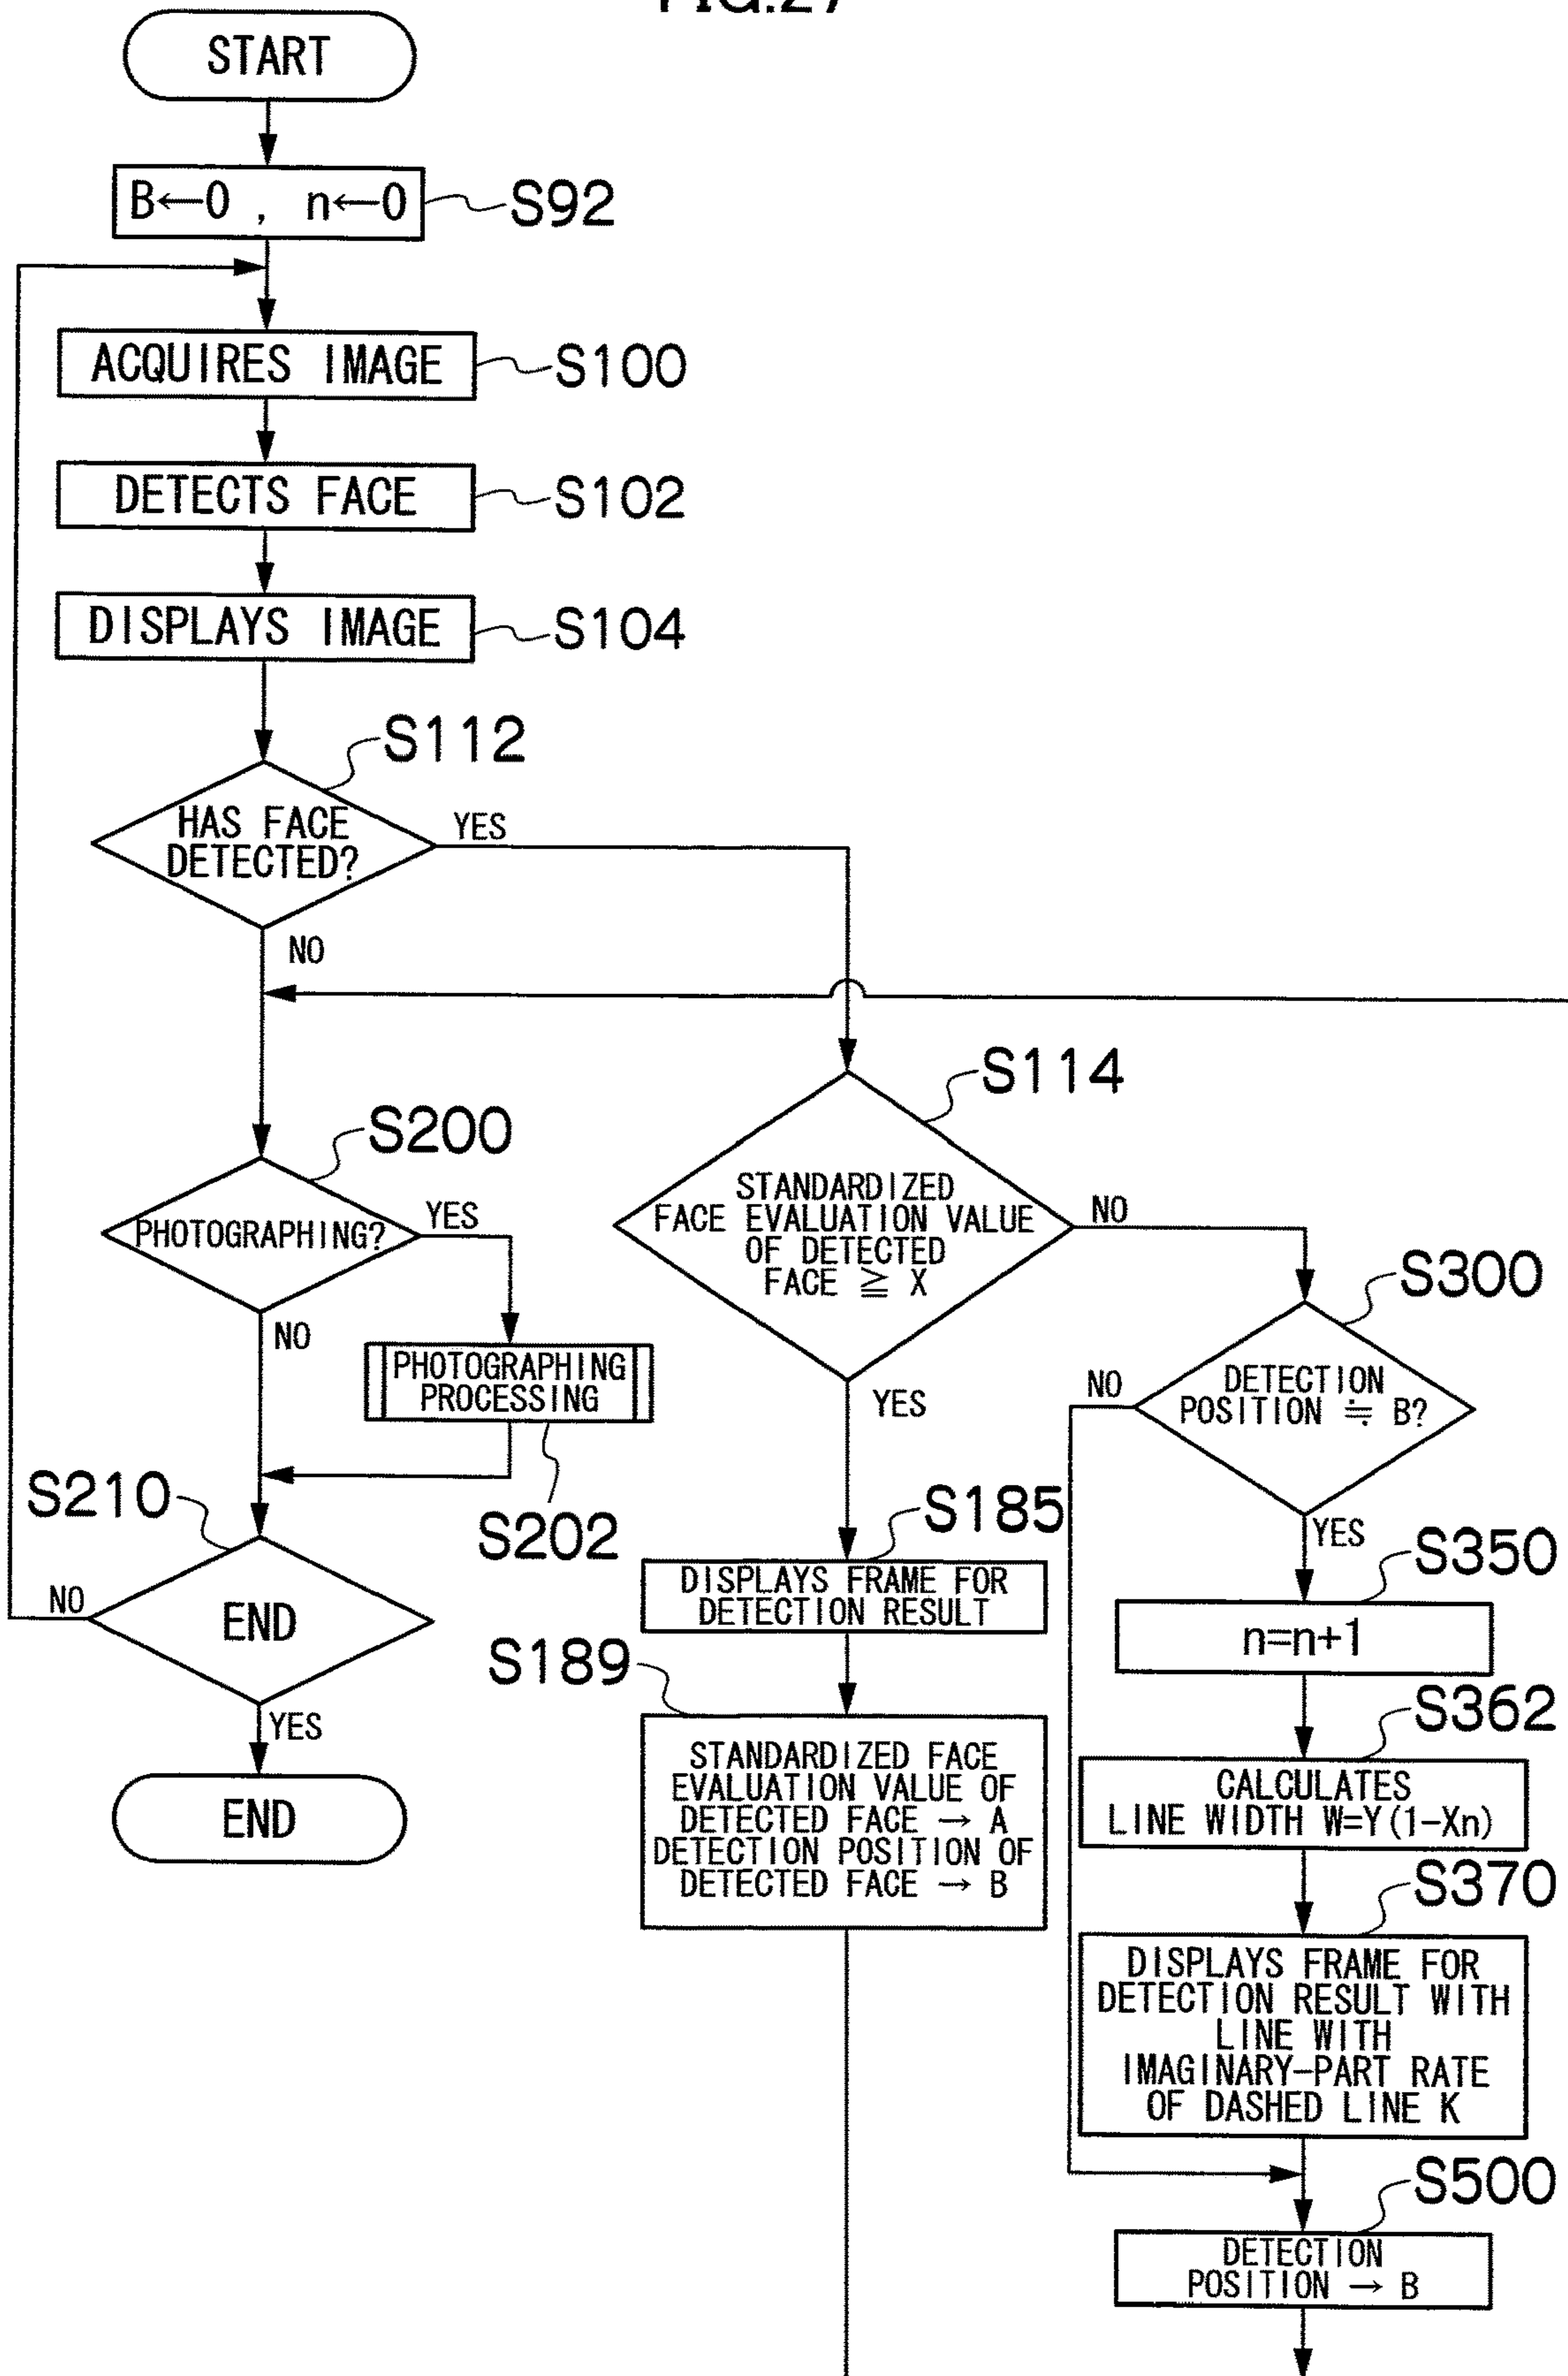 FIG.27
START
B←0 , n←0
S92
ACQUIRES IMAGE
S100
DETECTS FACE
S102
DISPLAYS IMAGE
S104
S112
HAS FACE
DETECTED?
YES
NO
S114
STANDARDIZED
FACE EVALUATION VALUE
OF DETECTED
FACE ≧ X
NO
YES
S200
PHOTOGRAPHING?
YES
NO
PHOTOGRAPHING
PROCESSING
S202
S210
END
NO
YES
END
S300
DETECTION
POSITION ≒ B?
NO
YES
S185
DISPLAYS FRAME FOR
DETECTION RESULT
S189
STANDARDIZED FACE
EVALUATION VALUE OF
DETECTED FACE → A
DETECTION POSITION OF
DETECTED FACE → B
S350
n=n+1
S362
CALCULATES
LINE WIDTH W=Y(1-Xn)
S370
DISPLAYS FRAME FOR
DETECTION RESULT WITH
LINE WITH
IMAGINARY-PART RATE
OF DASHED LINE K
S500
DETECTION
POSITION → B